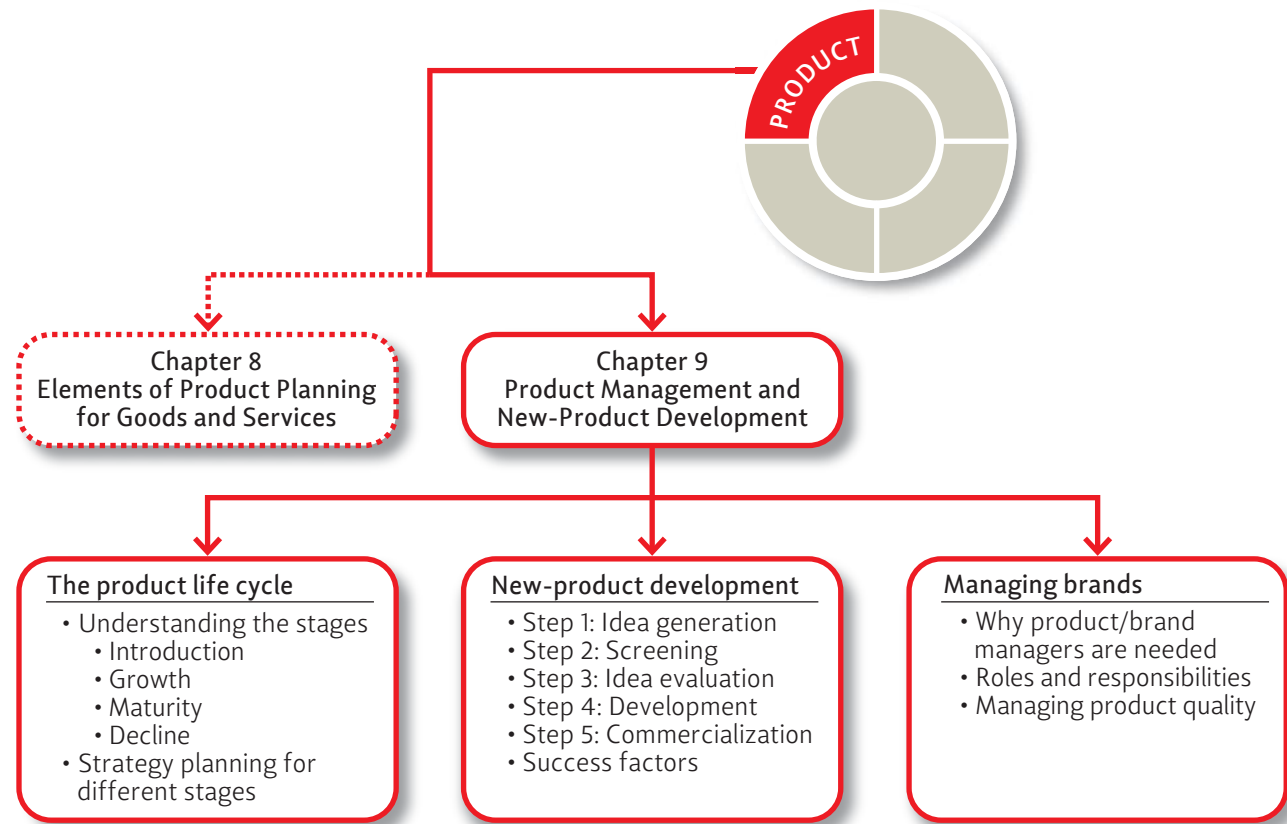 PRODUCT
Chapter 8
Elements of Product Planning
for Goods and Services
Chapter 9
Product Management and
New-Product Development
The product life cycle
• Understanding the stages
• Introduction
• Growth
• Maturity
• Decline
• Strategy planning for
different stages
New-product development
• Step 1: Idea generation
• Step 2: Screening
• Step 3: Idea evaluation
• Step 4: Development
• Step 5: Commercialization
• Success factors
Managing brands
• Why product/brand
managers are needed
• Roles and responsibilities
• Managing product quality